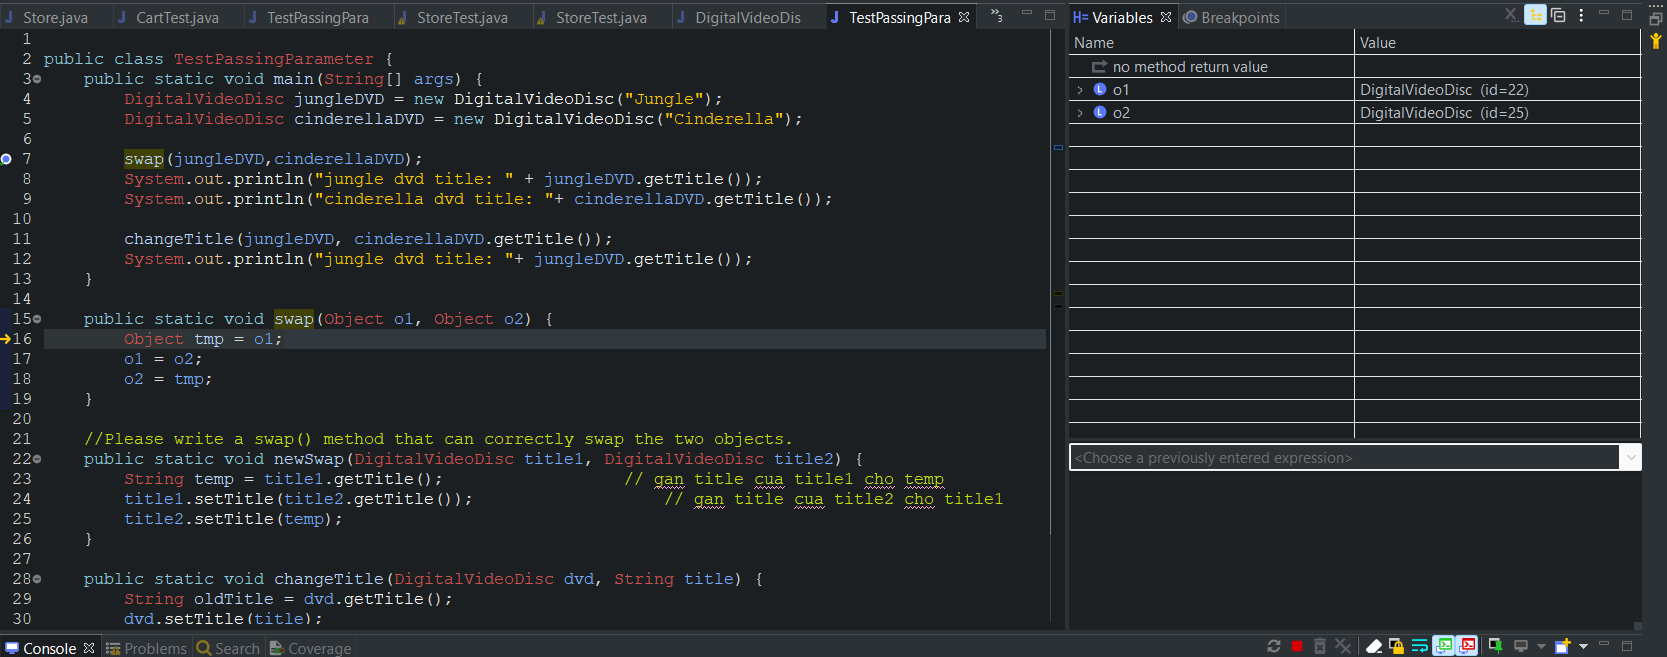 Store.java CartTest.java TestPassingPara StoreTest.java StoreTest.java DigitalVideoDis TestPassingPara 3
1
2 public class TestPassingParameter {
3 public static void main(String[] args) {
4 DigitalVideoDisc jungleDVD = new DigitalVideoDisc("Jungle");
5 DigitalVideoDisc cinderellaDVD = new DigitalVideoDisc("Cinderella");
6
7 swap(jungleDVD,cinderellaDVD);
8 System.out.println("jungle dvd title: " + jungleDVD.getTitle());
9 System.out.println("cinderella dvd title: "+ cinderellaDVD.getTitle());
10
11 changeTitle(jungleDVD, cinderellaDVD.getTitle());
12 System.out.println("jungle dvd title: "+ jungleDVD.getTitle());
13 }
14
15 public static void swap(Object o1, Object o2) {
16 Object tmp = o1;
17 o1 = o2;
18 o2 = tmp;
19 }
20
21 //Please write a swap() method that can correctly swap the two objects.
22 public static void newSwap(DigitalVideoDisc title1, DigitalVideoDisc title2) {
23 String temp = title1.getTitle(); // gan title cua title1 cho temp
24 title1.setTitle(title2.getTitle()); // gan title cua title2 cho title1
25 title2.setTitle(temp);
26 }
27
28 public static void changeTitle(DigitalVideoDisc dvd, String title) {
29 String oldTitle = dvd.getTitle();
30 dvd.setTitle(title);
Variables Breakpoints
Name Value
no method return value
o1 DigitalVideoDisc (id=22)
o2 DigitalVideoDisc (id=25)
<Choose a previously entered expression>
Console Problems Search Coverage